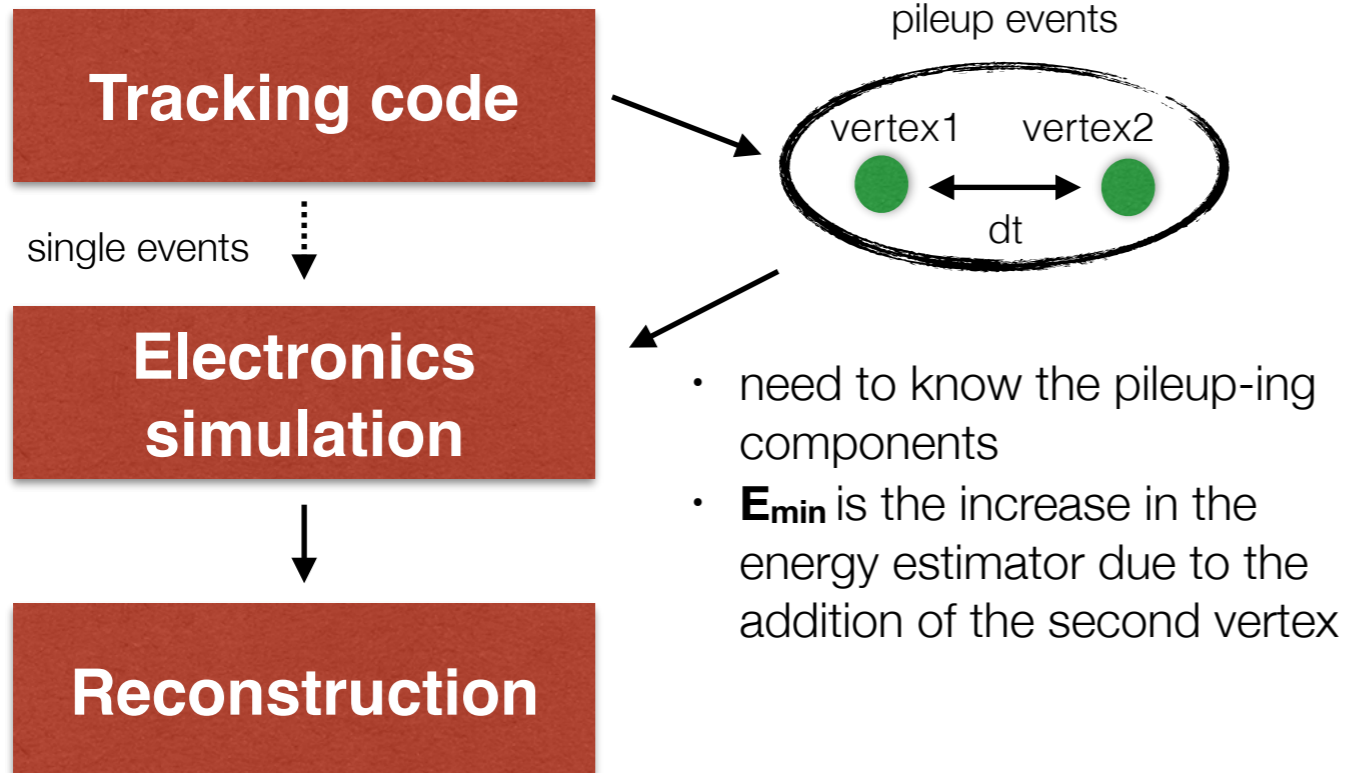 Tracking code
pileup events
vertex1 vertex2
dt
single events
Electronics
simulation
• need to know the pileup-ing
components
• Emin is the increase in the
energy estimator due to the
addition of the second vertex
Reconstruction